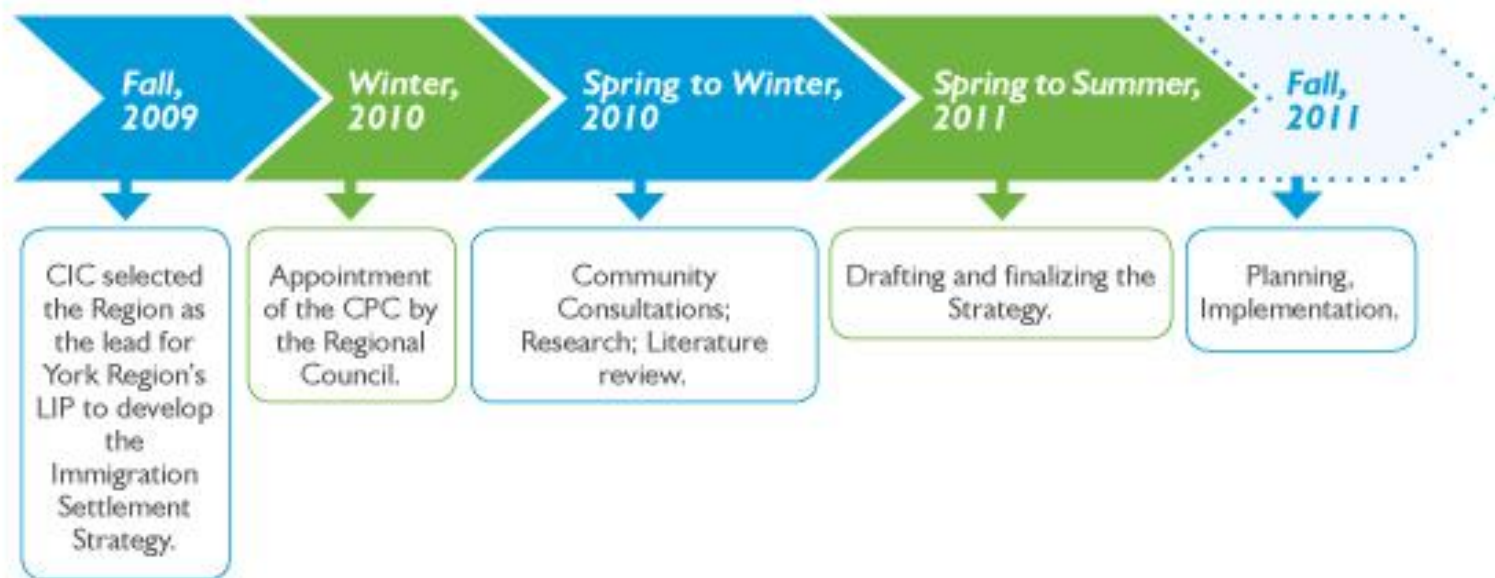 Fall,
2009
Winter,
2010
Spring to Winter,
2010
Spring to Summer,
2011
Fall,
2011
CIC selected
the Region as
the lead for
York Region's
LIP to develop
the
Immigration
Settlement
Strategy.
Appointment
of the CPC by
the Regional
Council.
Community
Consultations;
Research; Literature
review.
Drafting and finalizing the
Strategy.
Planning,
Implementation.